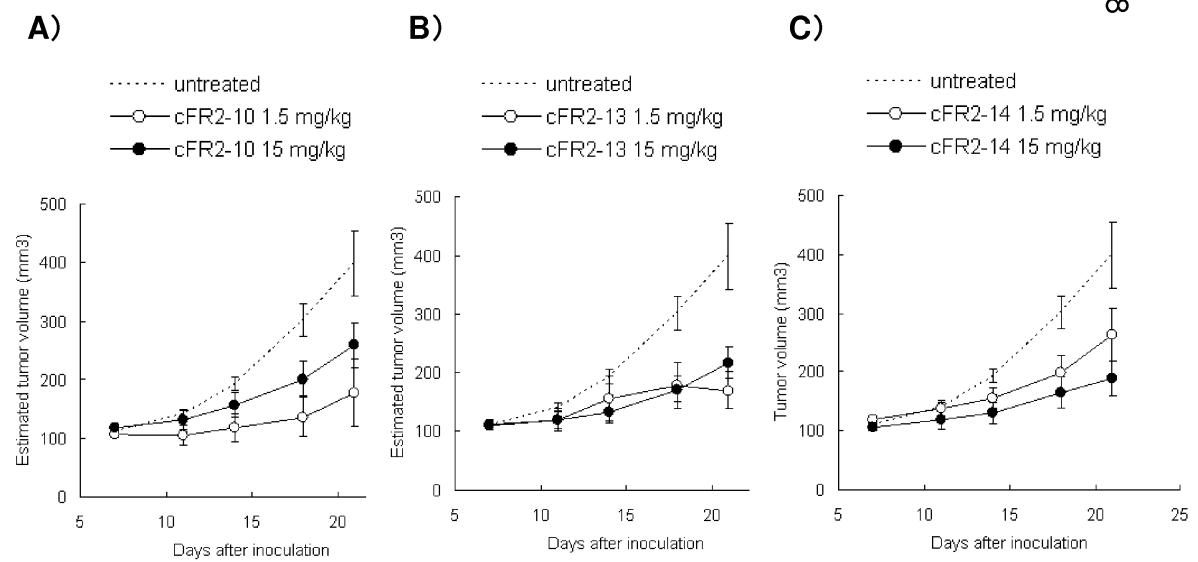 8
A)
B)
C)
untreated
cFR2-10 1.5 mg/kg
cFR2-10 15 mg/kg
untreated
cFR2-13 1.5 mg/kg
cFR2-13 15 mg/kg
untreated
cFR2-14 1.5 mg/kg
cFR2-14 15 mg/kg
Estimated tumor volume (mm3)
500
400
300
200
100
0
5
10
15
20
Days after inoculation
Estimated tumor volume (mm3)
500
400
300
200
100
0
5
10
15
20
Days after inoculation
Tumor volume (mm3)
500
400
300
200
100
0
5
10
15
20
25
Days after inoculation